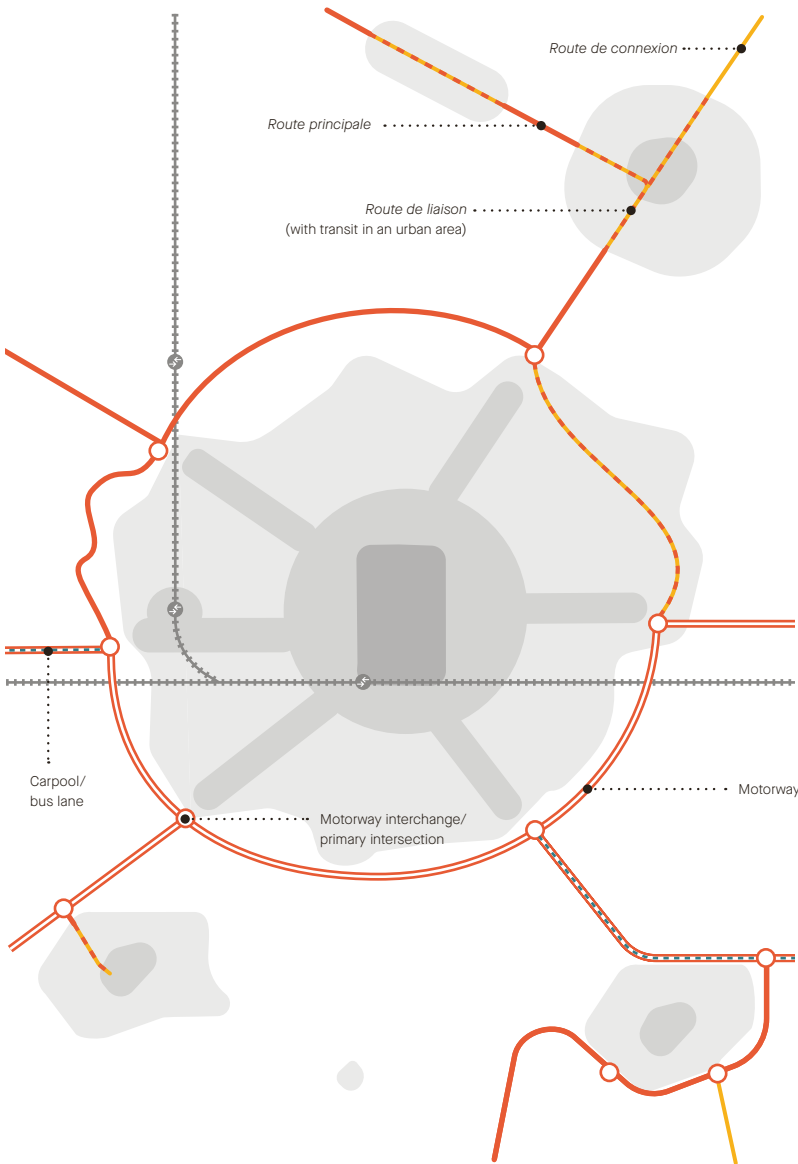 Route de connexion
Route principale
Route de liaison
(with transit in an urban area)
Carpool/
bus lane
Motorway
Motorway interchange/
primary intersection